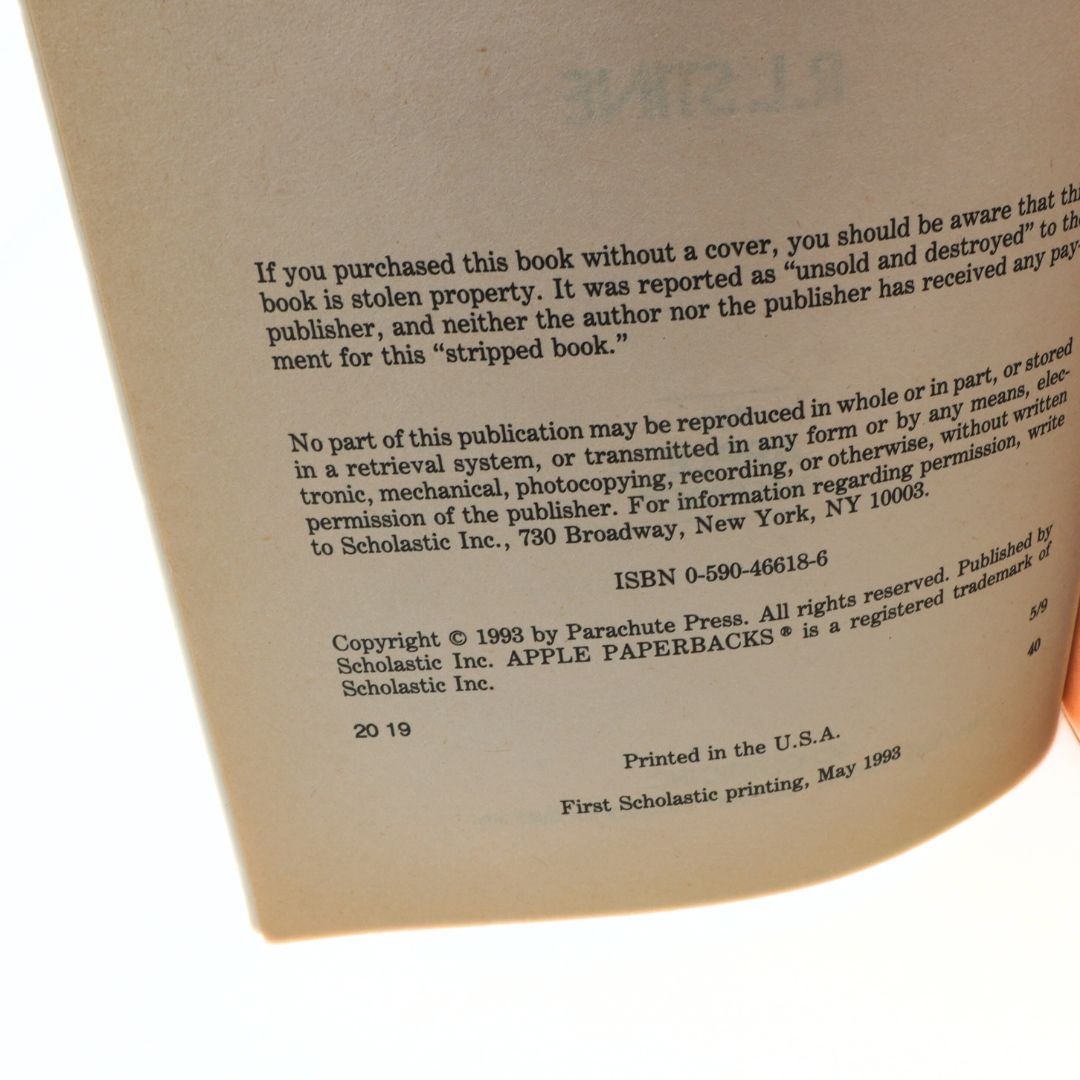 R.L. STINE
If you purchased this book without a cover, you should be aware that thi
book is stolen property. It was reported as “unsold and destroyed” to the
publisher, and neither the author nor the publisher has received any pay-
ment for this “stripped book.”
No part of this publication may be reproduced in whole or in part, or stored
in a retrieval system, or transmitted in any form or by any means, elec-
tronic, mechanical, photocopying, recording, or otherwise, without written
permission of the publisher. For information regarding permission, write
to Scholastic Inc., 730 Broadway, New York, NY 10003.
ISBN 0-590-46618-6
Copyright © 1993 by Parachute Press. All rights reserved. Published by
Scholastic Inc. APPLE PAPERBACKS ® is a registered trademark of
Scholastic Inc.
20 19 5/9
40
Printed in the U.S.A.
First Scholastic printing, May 1993